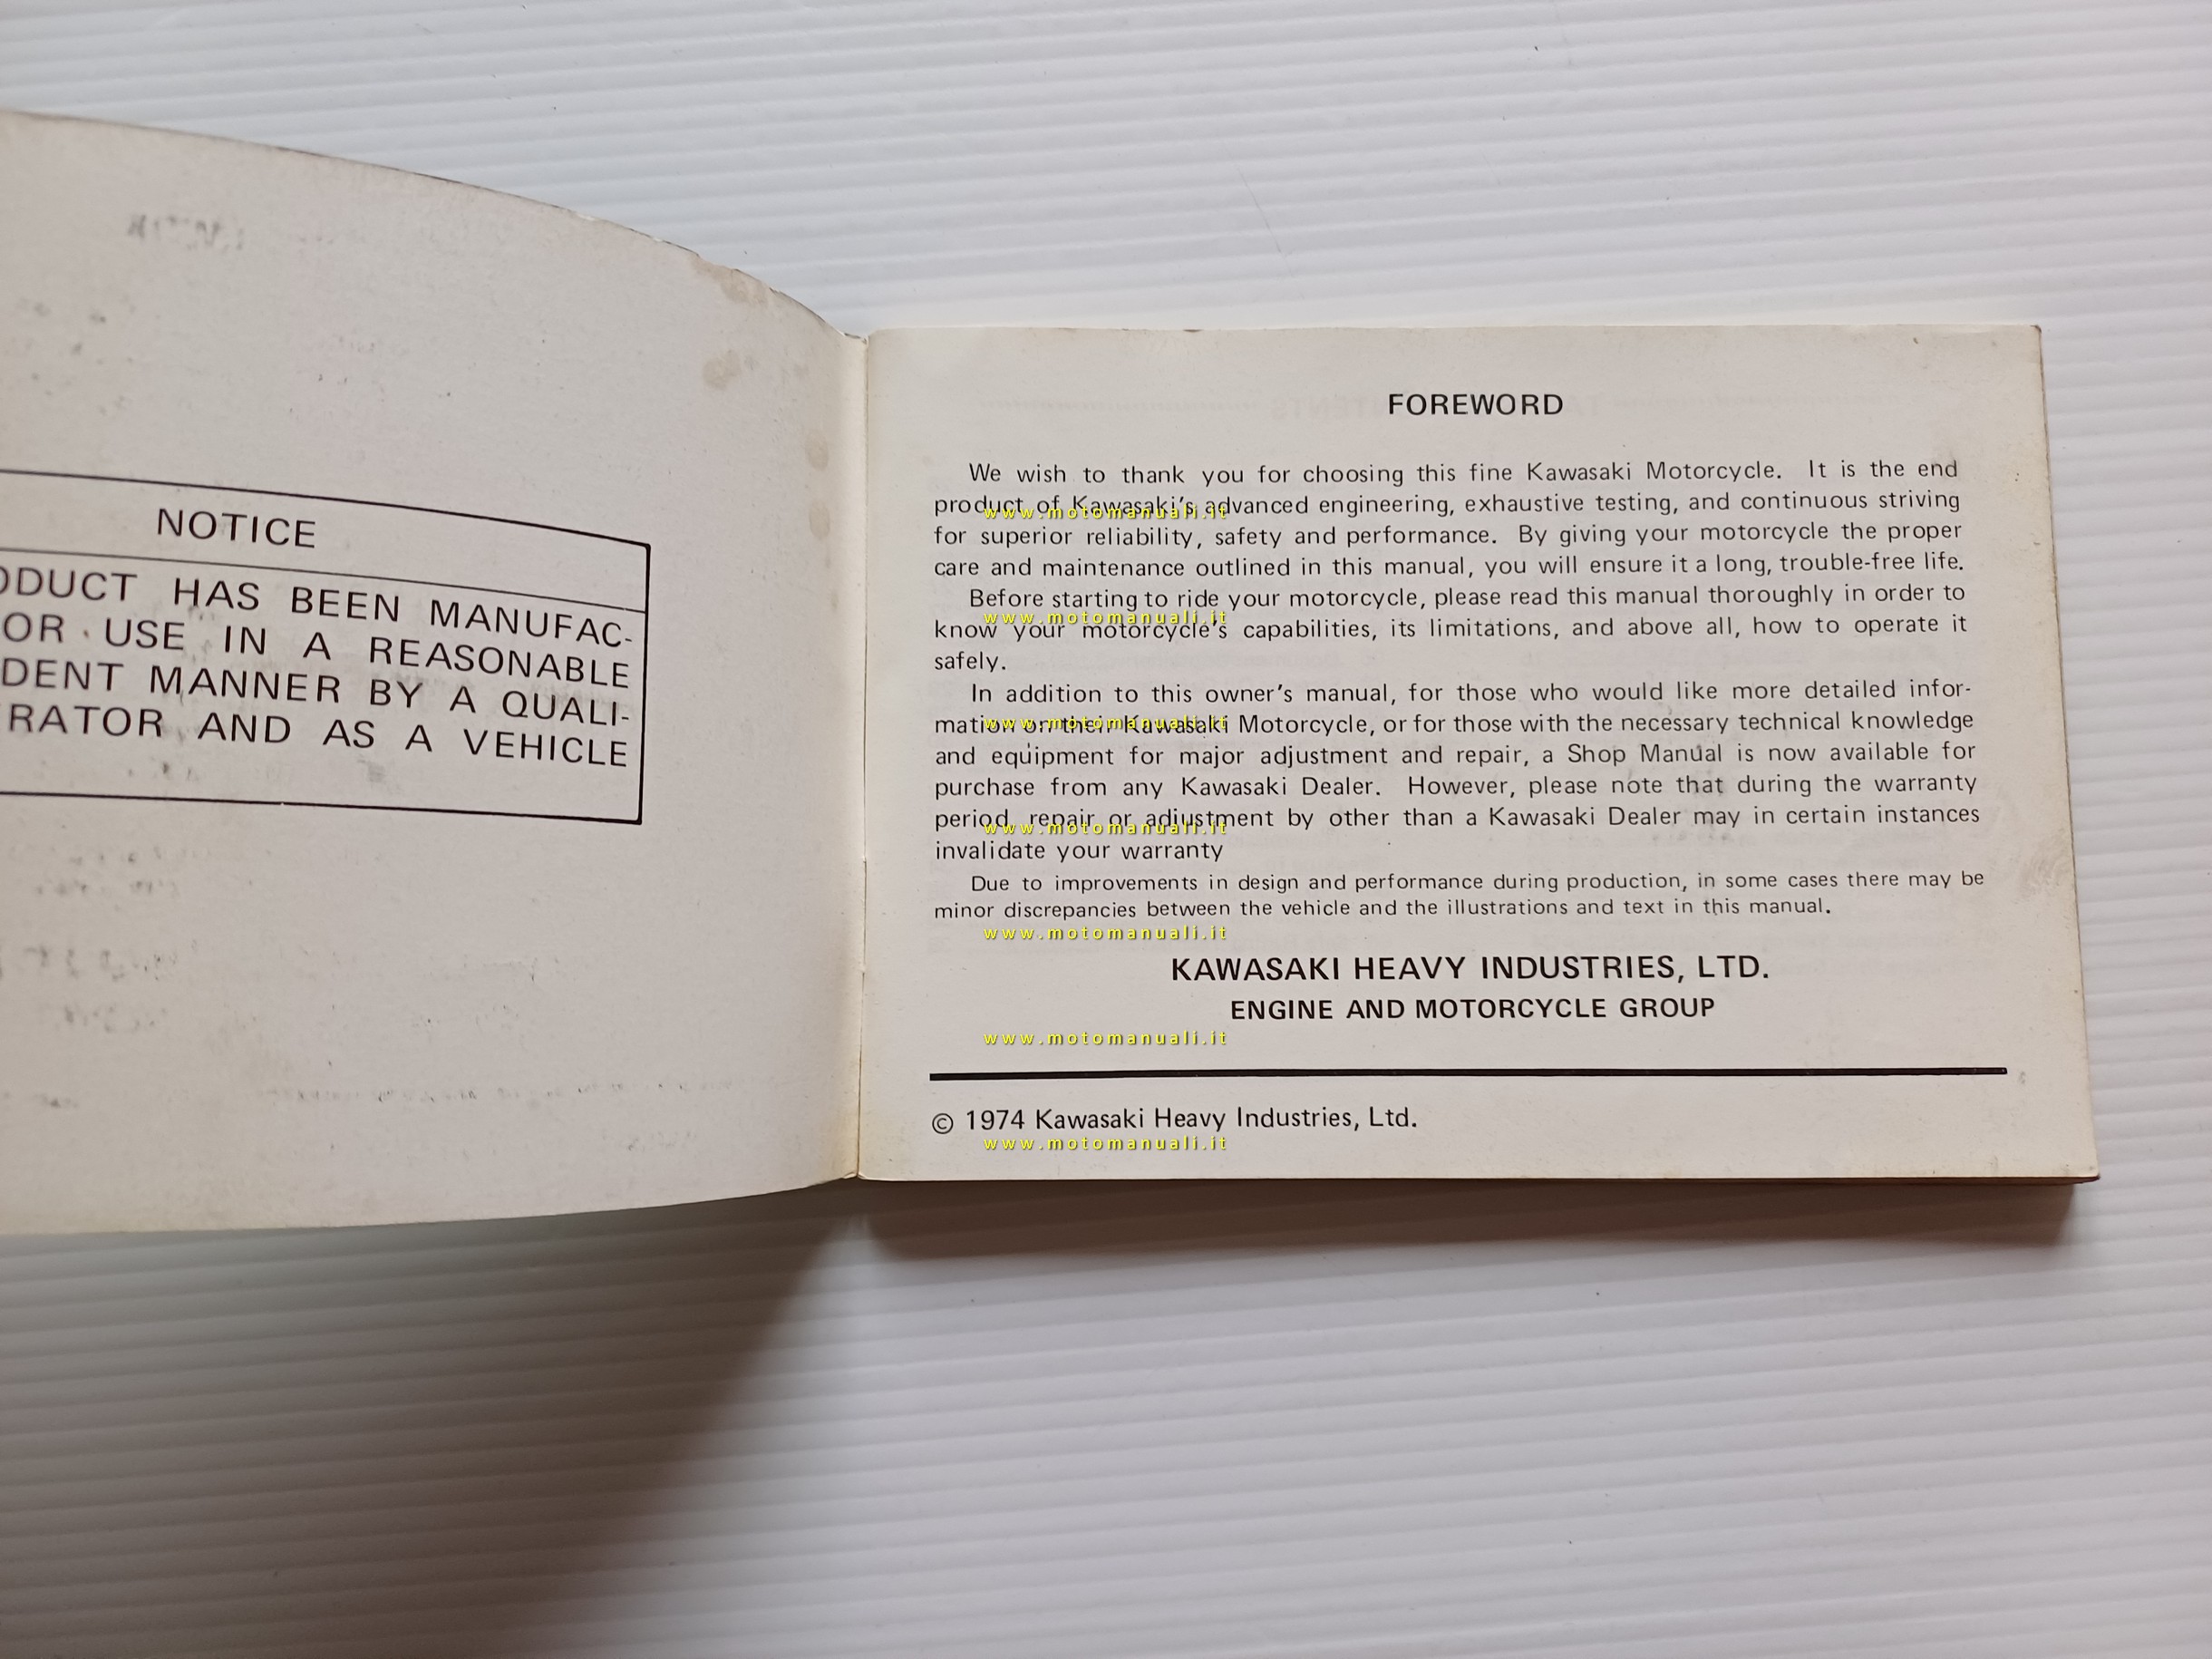 NOTICE
ODUCT HAS BEEN MANUFAC-
OR USE IN A REASONABLE
DENT MANNER BY A QUALI-
RATOR AND AS A VEHICLE
FOREWORD
We wish to thank you for choosing this fine Kawasaki Motorcycle. It is the end
product of Kawasaki's advanced engineering, exhaustive testing, and continuous striving
www.motomanuali.it
for superior reliability, safety and performance. By giving your motorcycle the proper
care and maintenance outlined in this manual, you will ensure it a long, trouble-free life.
Before starting to ride your motorcycle, please read this manual thoroughly in order to
www.motomanuali.it
know your motorcycle's capabilities, its limitations, and above all, how to operate it
safely.
In addition to this owner's manual, for those who would like more detailed infor-
mation on their Kawasaki Motorcycle, or for those with the necessary technical knowledge
www.motomanuali.it
and equipment for major adjustment and repair, a Shop Manual is now available for
purchase from any Kawasaki Dealer. However, please note that during the warranty
period, repair or adjustment by other than a Kawasaki Dealer may in certain instances
www.motomanuali.it
invalidate your warranty
Due to improvements in design and performance during production, in some cases there may be
minor discrepancies between the vehicle and the illustrations and text in this manual.
www.motomanuali.it
KAWASAKI HEAVY INDUSTRIES, LTD.
ENGINE AND MOTORCYCLE GROUP
www.motomanuali.it
© 1974 Kawasaki Heavy Industries, Ltd.
www.motomanuali.it